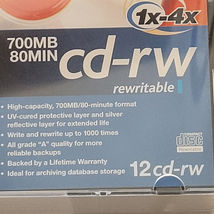 1x-4x
700MB
80MIN
cd-rw
rewritable
• High-capacity, 700MB/80-minute format
• UV-cured protective layer and silver
reflective layer for extended life
• Write and rewrite up to 1000 times
• All grade "A" quality for more
reliable backups
• Backed by a Lifetime Warranty
• Ideal for archiving database storage
disc
12 cd-rw